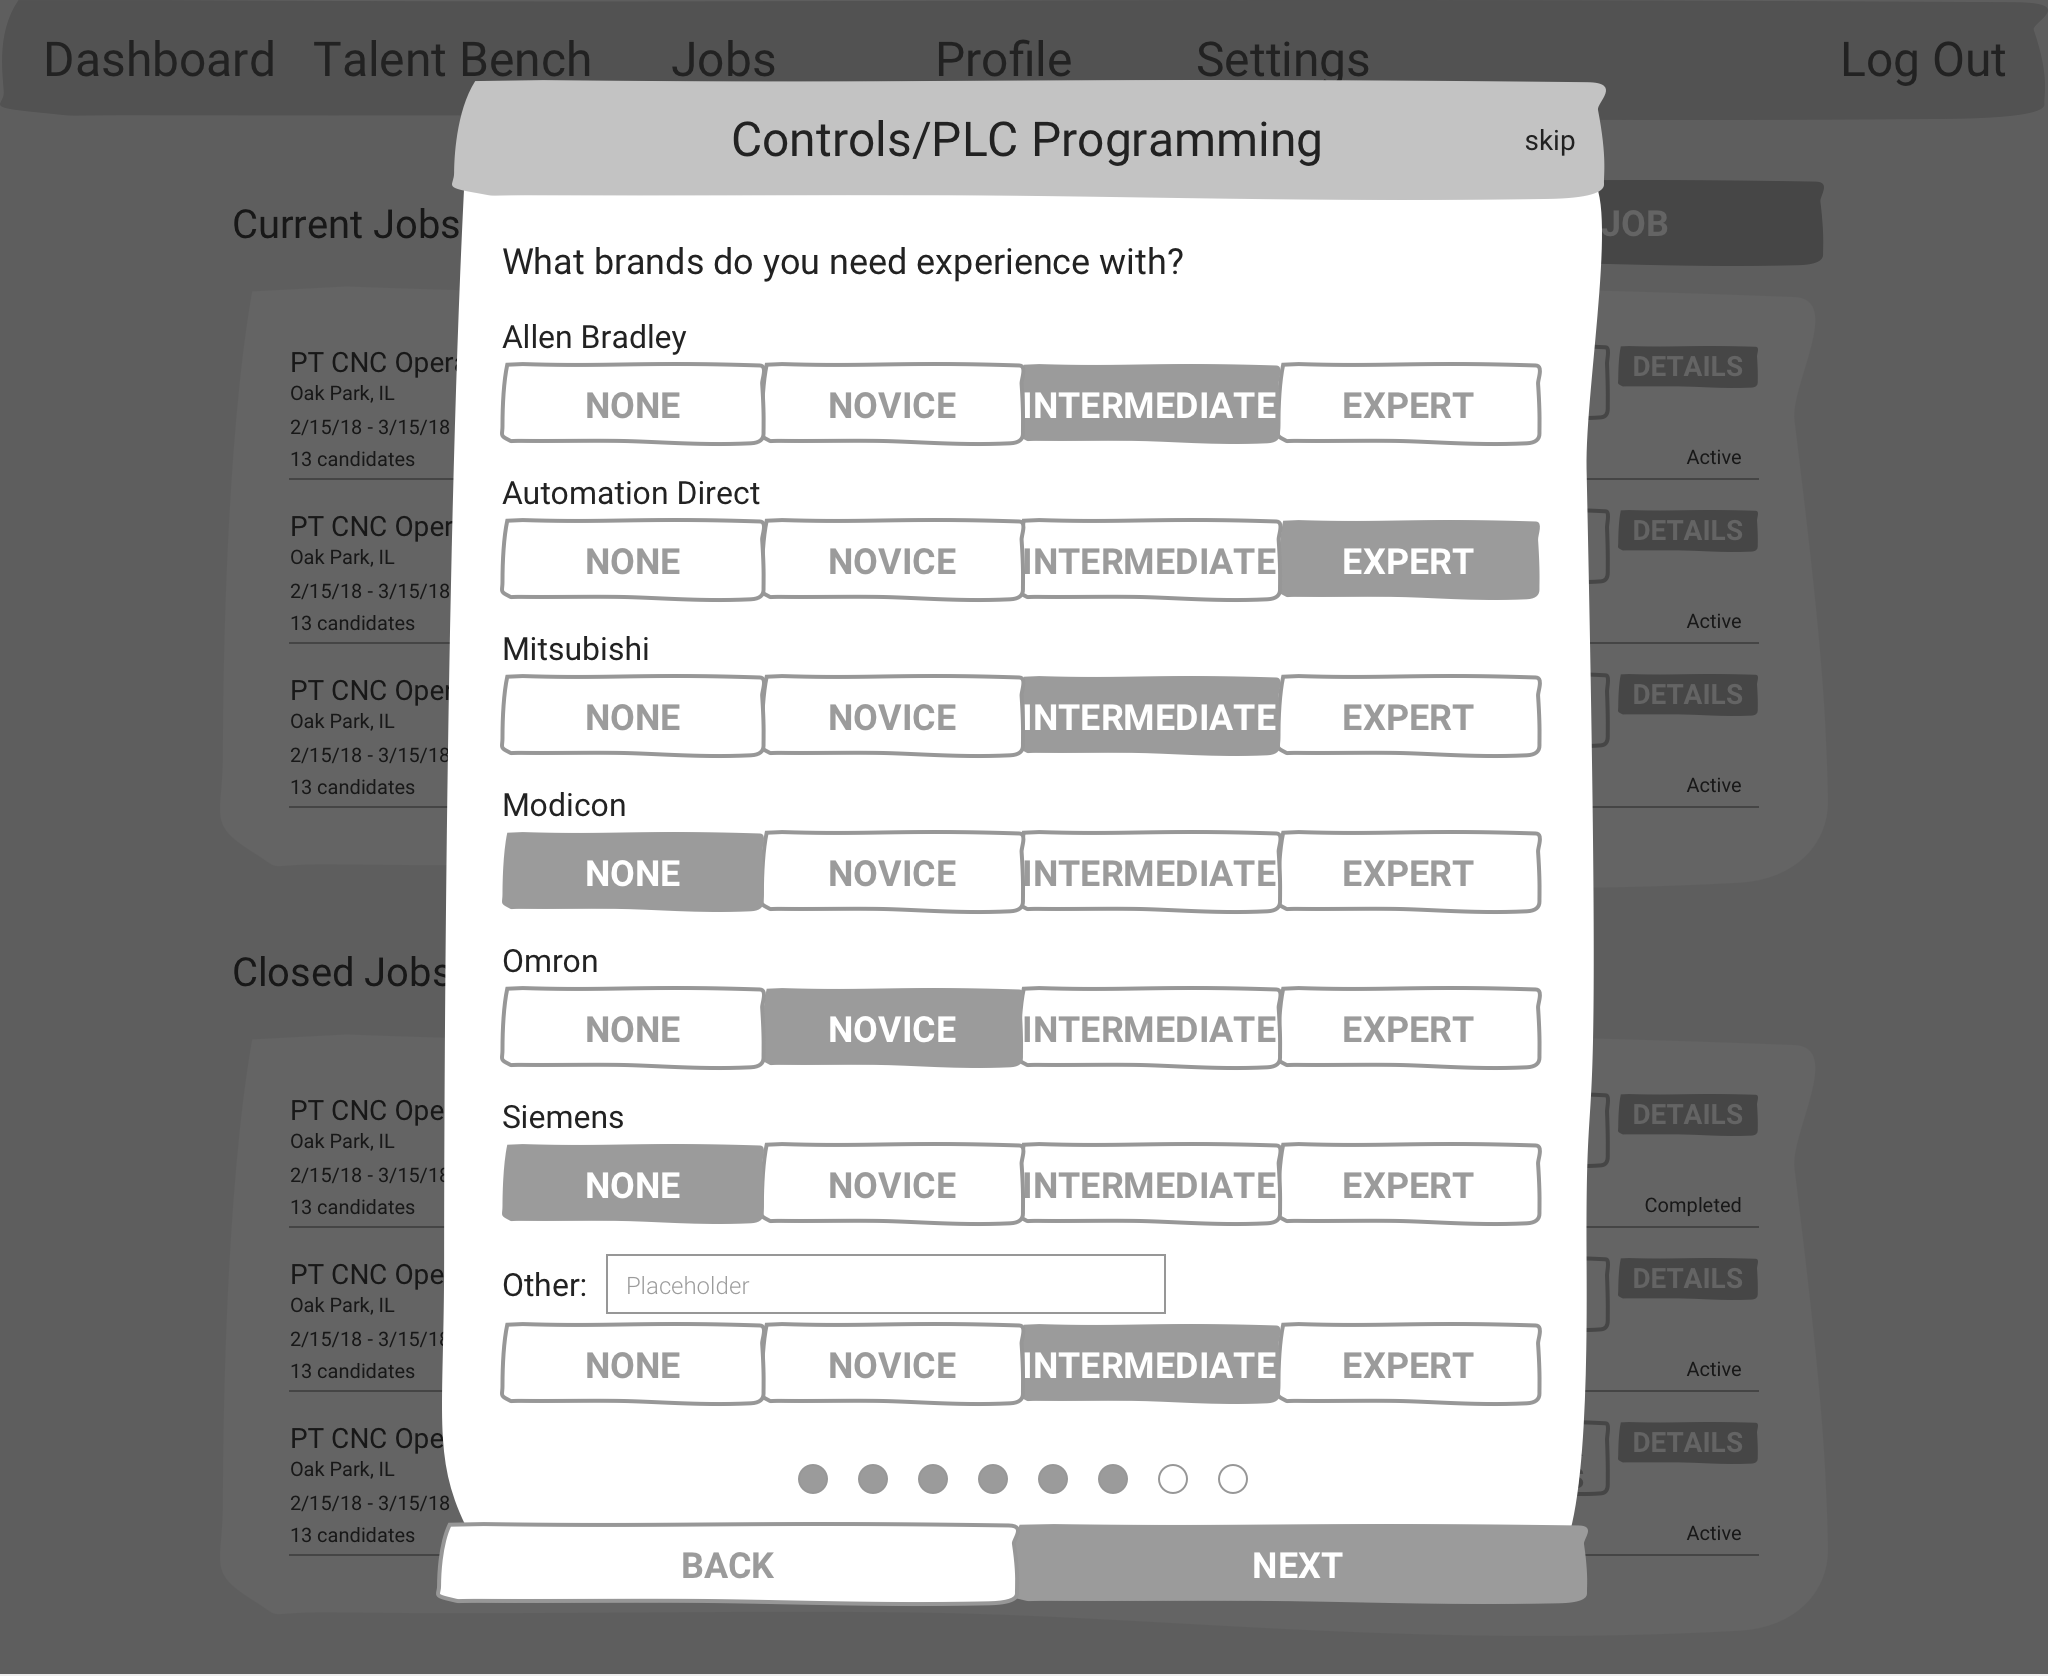 Dashboard Talent Bench Jobs Profile Settings Log Out
Controls/PLC Programming skip
Current Jobs
JOB
What brands do you need experience with?
Allen Bradley
NONE NOVICE INTERMEDIATE EXPERT
Automation Direct
NONE NOVICE INTERMEDIATE EXPERT
Mitsubishi
NONE NOVICE INTERMEDIATE EXPERT
Modicon
NONE NOVICE INTERMEDIATE EXPERT
Omron
NONE NOVICE INTERMEDIATE EXPERT
Siemens
NONE NOVICE INTERMEDIATE EXPERT
Other: Placeholder
NONE NOVICE INTERMEDIATE EXPERT
BACK NEXT
PT CNC Opera
DETAILS
Oak Park, IL
2/15/18 - 3/15/18
13 candidates
Active
PT CNC Oper
DETAILS
Oak Park, IL
2/15/18 - 3/15/18
13 candidates
Active
PT CNC Oper
DETAILS
Oak Park, IL
2/15/18 - 3/15/18
13 candidates
Active
Closed Jobs
PT CNC Ope
DETAILS
Oak Park, IL
2/15/18 - 3/15/18
13 candidates
Completed
PT CNC Ope
DETAILS
Oak Park, IL
2/15/18 - 3/15/18
13 candidates
Active
PT CNC Ope
DETAILS
Oak Park, IL
2/15/18 - 3/15/18
13 candidates
Active